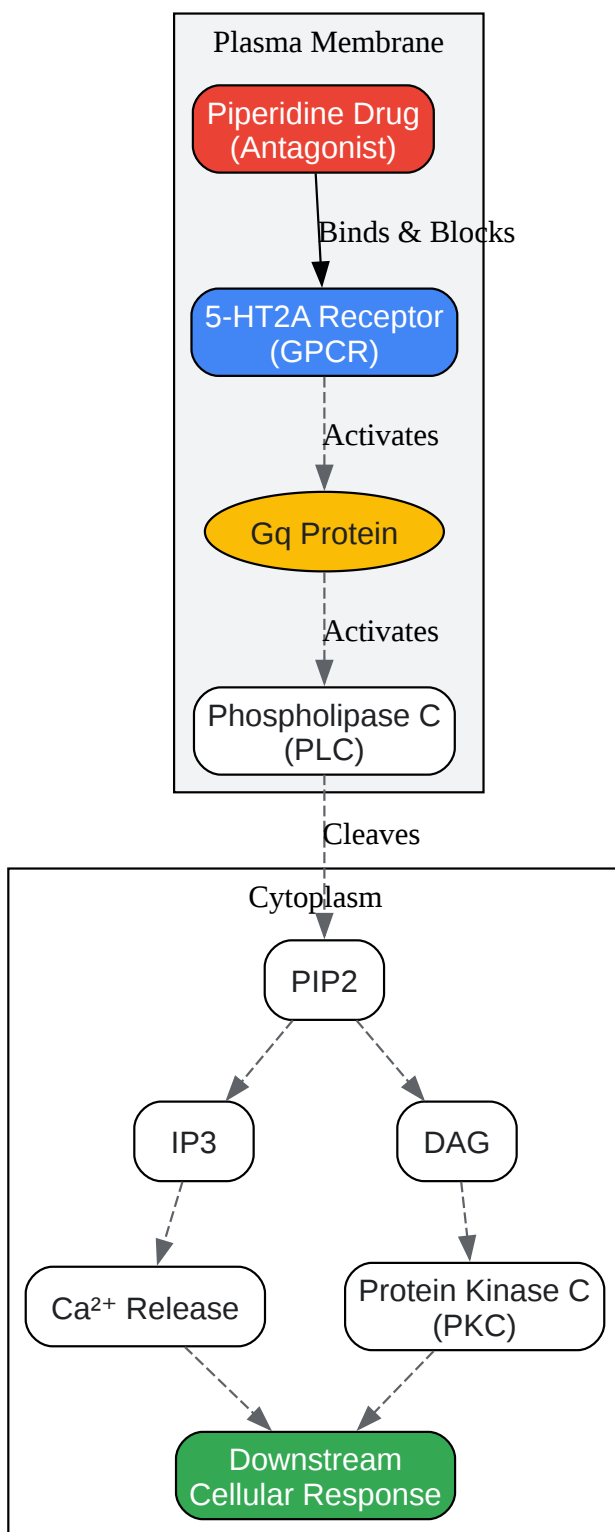 Plasma Membrane
Piperidine Drug
(Antagonist)
Binds & Blocks
5-HT2A Receptor
(GPCR)
Activates
Gq Protein
Activates
Phospholipase C
(PLC)
Cleaves
Cytoplasm
PIP2
IP3
DAG
Ca²⁺ Release
Protein Kinase C
(PKC)
Downstream
Cellular Response